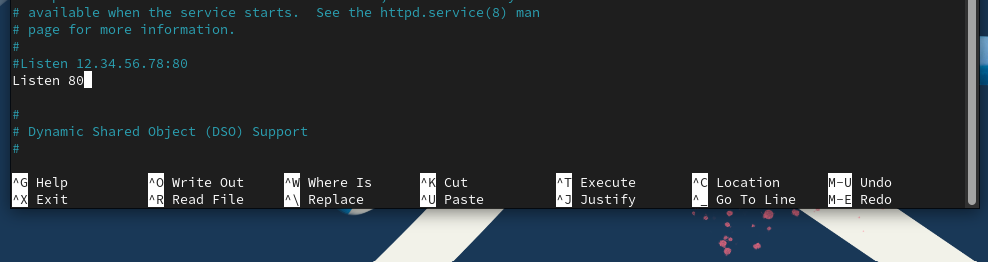 # available when the service starts.  See the httpd.service(8) man
# page for more information.
#
#Listen 12.34.56.78:80
Listen 80
#
# Dynamic Shared Object (DSO) Support
#
^G Help ^O Write Out ^W Where Is ^K Cut ^T Execute ^C Location M-U Undo
^X Exit ^R Read File ^\ Replace ^U Paste ^J Justify ^_ Go To Line M-E Redo